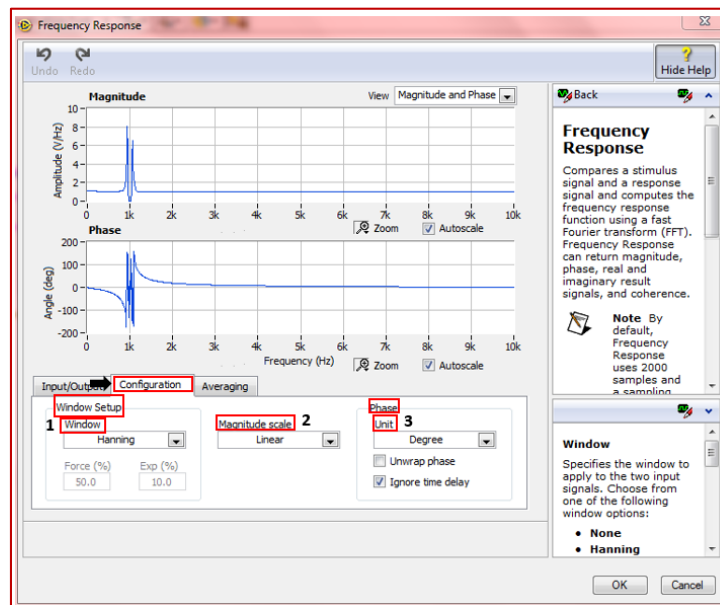 Frequency Response
Undo Redo
Hide Help
Magnitude
View Magnitude and Phase
Amplitude (V/Hz)
10
8
6
4
2
0
0 1k 2k 3k 4k 5k 6k 7k 8k 9k 10k
Phase
Zoom Autoscale
Angle (deg)
200
100
0
-100
-200
0 1k 2k 3k 4k 5k 6k 7k 8k 9k 10k
Frequency (Hz)
Zoom Autoscale
Input/Output Configuration Averaging
Window Setup
1 Window
Hanning
Force (%) Exp (%)
50.0 10.0
Magnitude scale 2
Linear
Phase
Unit 3
Degree
Unwrap phase
Ignore time delay
Back
Frequency
Response
Compares a stimulus
signal and a response
signal and computes the
frequency response
function using a fast
Fourier transform (FFT).
Frequency Response
can return magnitude,
phase, real and
imaginary result
signals, and coherence.
Note By
default,
Frequency
Response
uses 2000
samples and
a sampling
Window
Specifies the window to
apply to the two input
signals. Choose from
one of the following
window options:
• None
• Hanning
OK Cancel